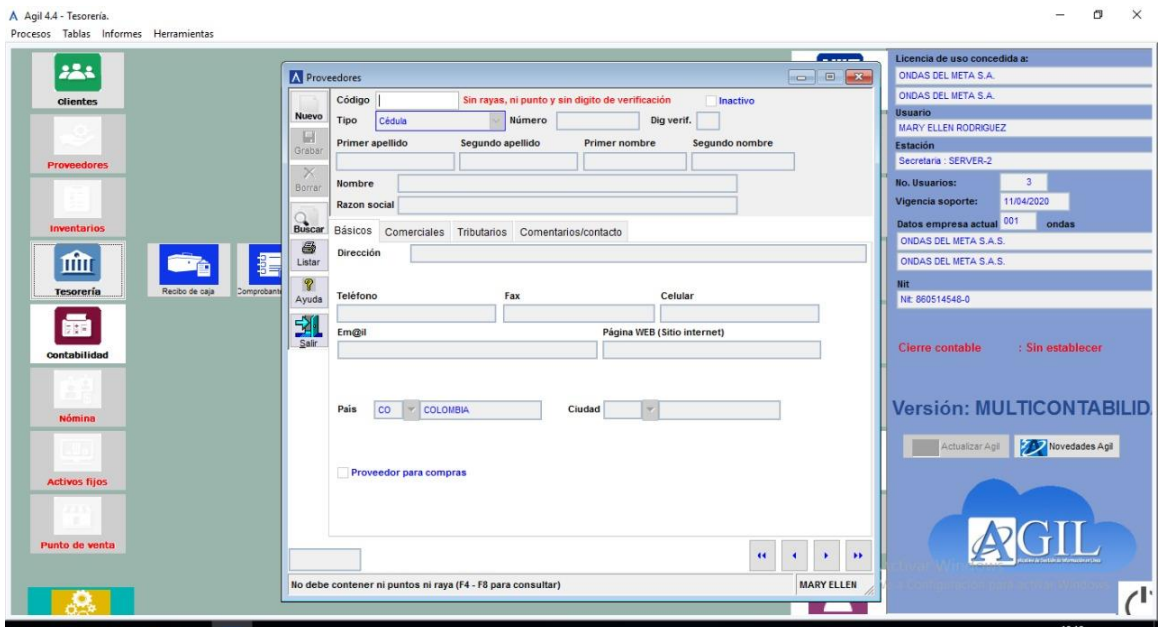 Agil 4.4 - Tesorería.
Procesos Tablas Informes Herramientas
Clientes
Proveedores
Inventarios
Tesorería
Contabilidad
Nómina
Activos fijos
Punto de venta
Recibo de caja
Proveedores
Nuevo
Grabar
Borrar
Buscar
Listar
Ayuda
Salir
Código
Sin rayas, ni punto y sin digito de verificación
Inactivo
Tipo Cédula Número Dig verif.
Primer apellido Segundo apellido Primer nombre Segundo nombre
Nombre
Razon social
Básicos Comerciales Tributarios Comentarios/contacto
Dirección
Teléfono Fax Celular
Em@il Página WEB (Sitio internet)
País CO COLOMBIA Ciudad
Proveedor para compras
No debe contener ni puntos ni raya (F4 - F8 para consultar) MARY ELLEN
Licencia de uso concedida a:
ONDAS DEL META S.A.
ONDAS DEL META S.A.
Usuario
MARY ELLEN RODRIGUEZ
Estación
Secretaria : SERVER-2
No. Usuarios: 3
Vigencia soporte: 11/04/2020
Datos empresa actual 001 ondas
ONDAS DEL META S.A.S.
ONDAS DEL META S.A.S.
Nit
Nit: 860514548-0
Cierre contable : Sin establecer
Versión: MULTICONTABILID
Actualizar Agil Novedades Agil
AGIL